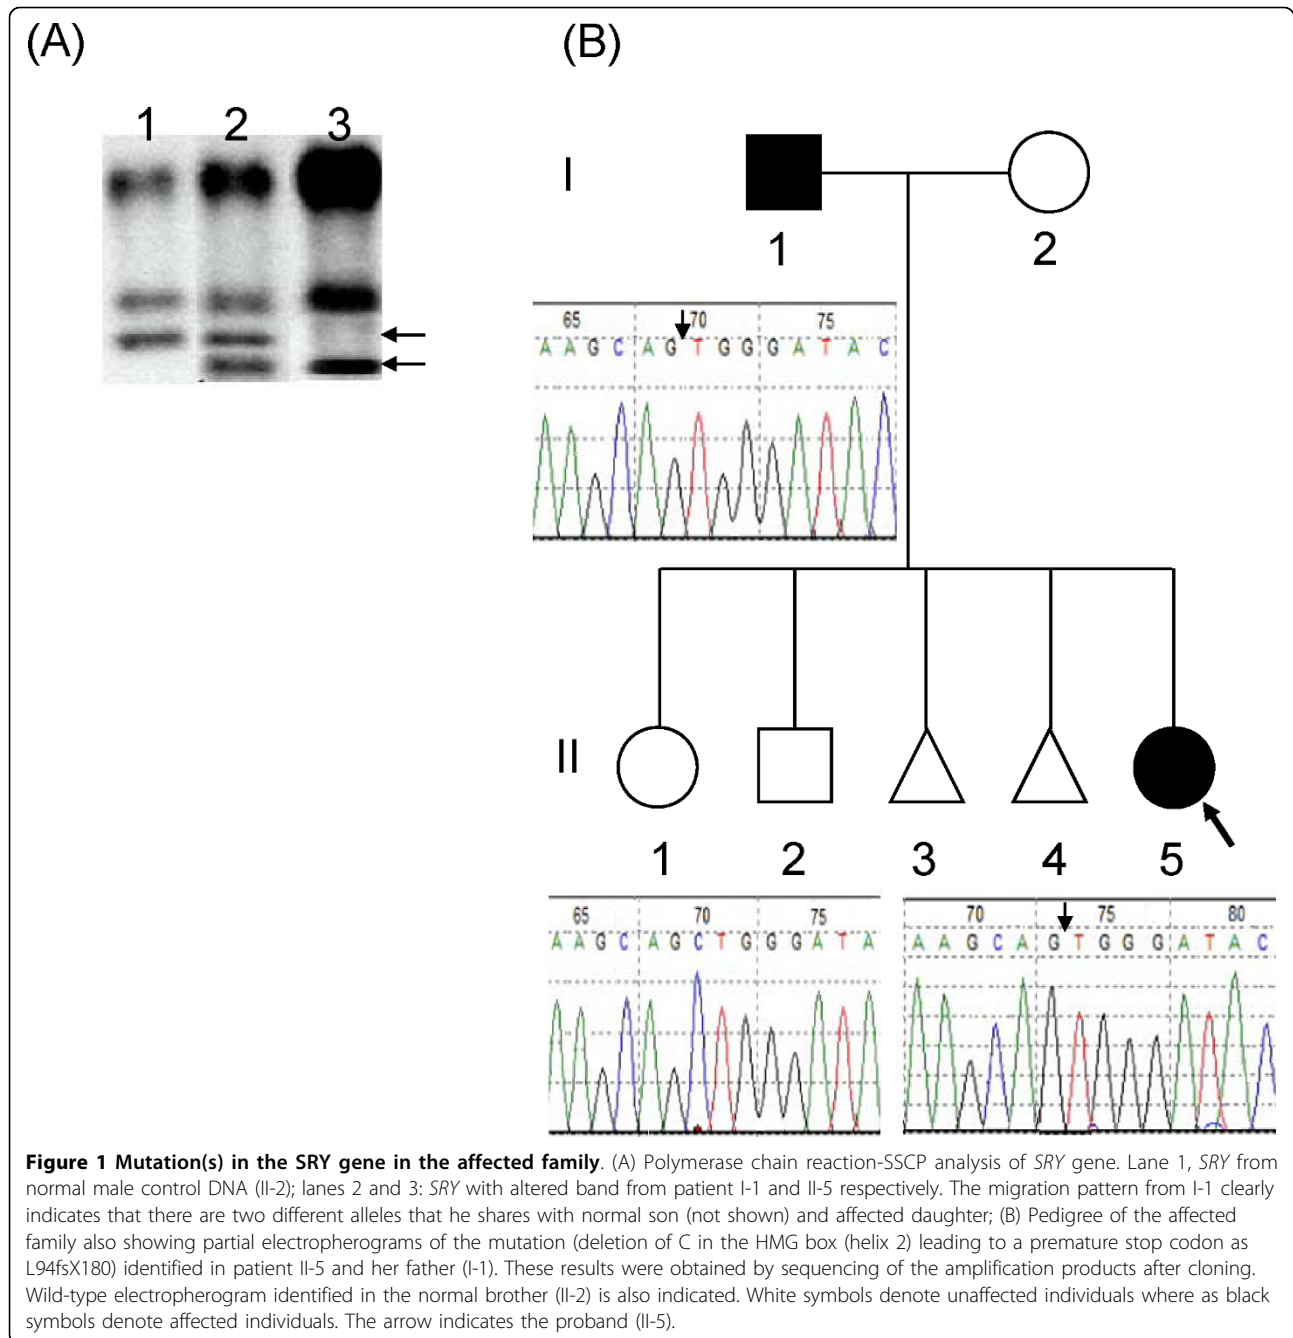 (A)
(B)
1 2 3
I
1
2
65 70 75
A A G C A G T G G G A T A C
II
1 2 3 4 5
65 70 75
A A G C A G C T G G G A T A
70 75 80
A A G C A G T G G G A T A C
Figure 1 Mutation(s) in the SRY gene in the affected family. (A) Polymerase chain reaction-SSCP analysis of SRY gene. Lane 1, SRY from
normal male control DNA (II-2); lanes 2 and 3: SRY with altered band from patient I-1 and II-5 respectively. The migration pattern from I-1 clearly
indicates that there are two different alleles that he shares with normal son (not shown) and affected daughter; (B) Pedigree of the affected
family also showing partial electropherograms of the mutation (deletion of C in the HMG box (helix 2) leading to a premature stop codon as
L94fsX180) identified in patient II-5 and her father (I-1). These results were obtained by sequencing of the amplification products after cloning.
Wild-type electropherogram identified in the normal brother (II-2) is also indicated. White symbols denote unaffected individuals where as black
symbols denote affected individuals. The arrow indicates the proband (II-5).